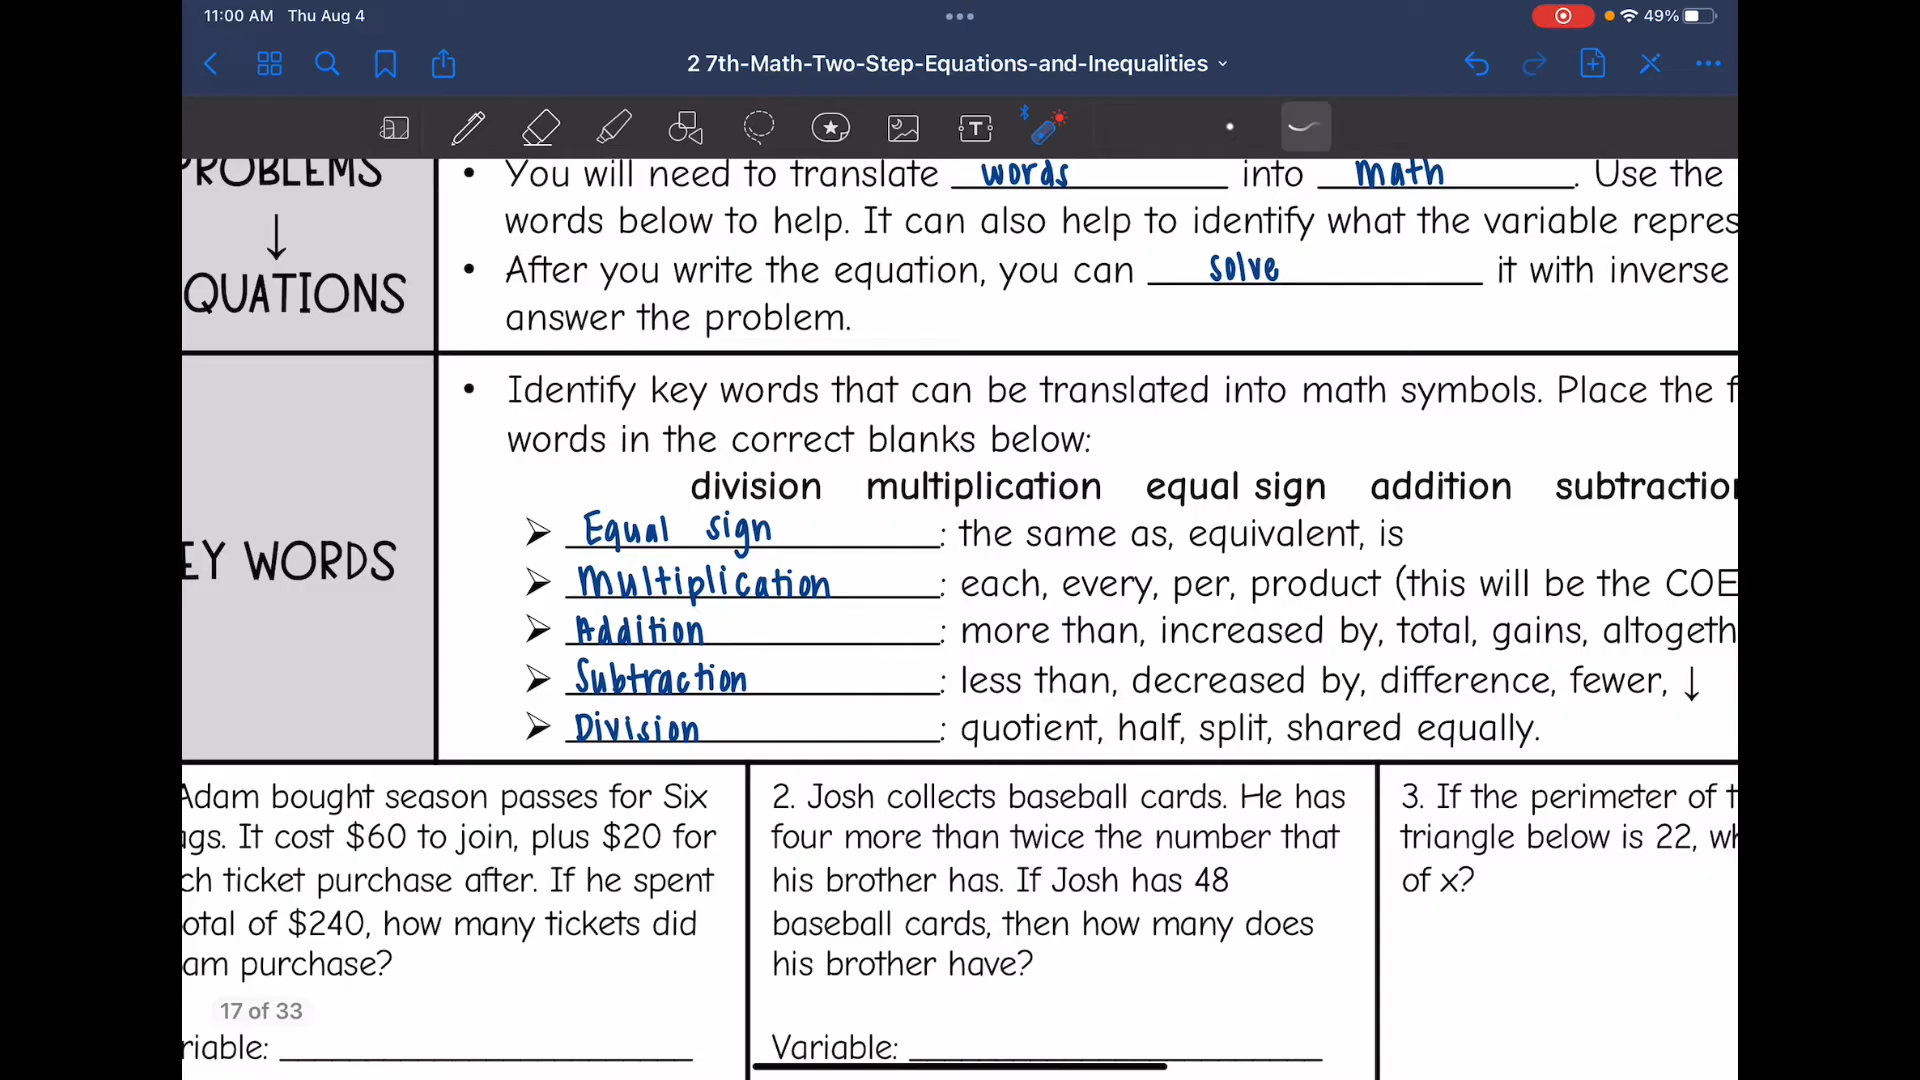 11:00 AM Thu Aug 4
49%
2 7th-Math-Two-Step-Equations-and-Inequalities
PROBLEMS
↓
QUATIONS
• You will need to translate words into math. Use the
words below to help. It can also help to identify what the variable repres
• After you write the equation, you can solve it with inverse
answer the problem.
EY WORDS
• Identify key words that can be translated into math symbols. Place the f
words in the correct blanks below:
division multiplication equal sign addition subtraction
➢ Equal sign: the same as, equivalent, is
➢ Multiplication: each, every, per, product (this will be the COE
➢ Addition: more than, increased by, total, gains, altogeth
➢ Subtraction: less than, decreased by, difference, fewer, ↓
➢ Division: quotient, half, split, shared equally.
Adam bought season passes for Six
ags. It cost $60 to join, plus $20 for
ch ticket purchase after. If he spent
otal of $240, how many tickets did
am purchase?
17 of 33
riable:
2. Josh collects baseball cards. He has
four more than twice the number that
his brother has. If Josh has 48
baseball cards, then how many does
his brother have?
Variable:
3. If the perimeter of t
triangle below is 22, wh
of x?